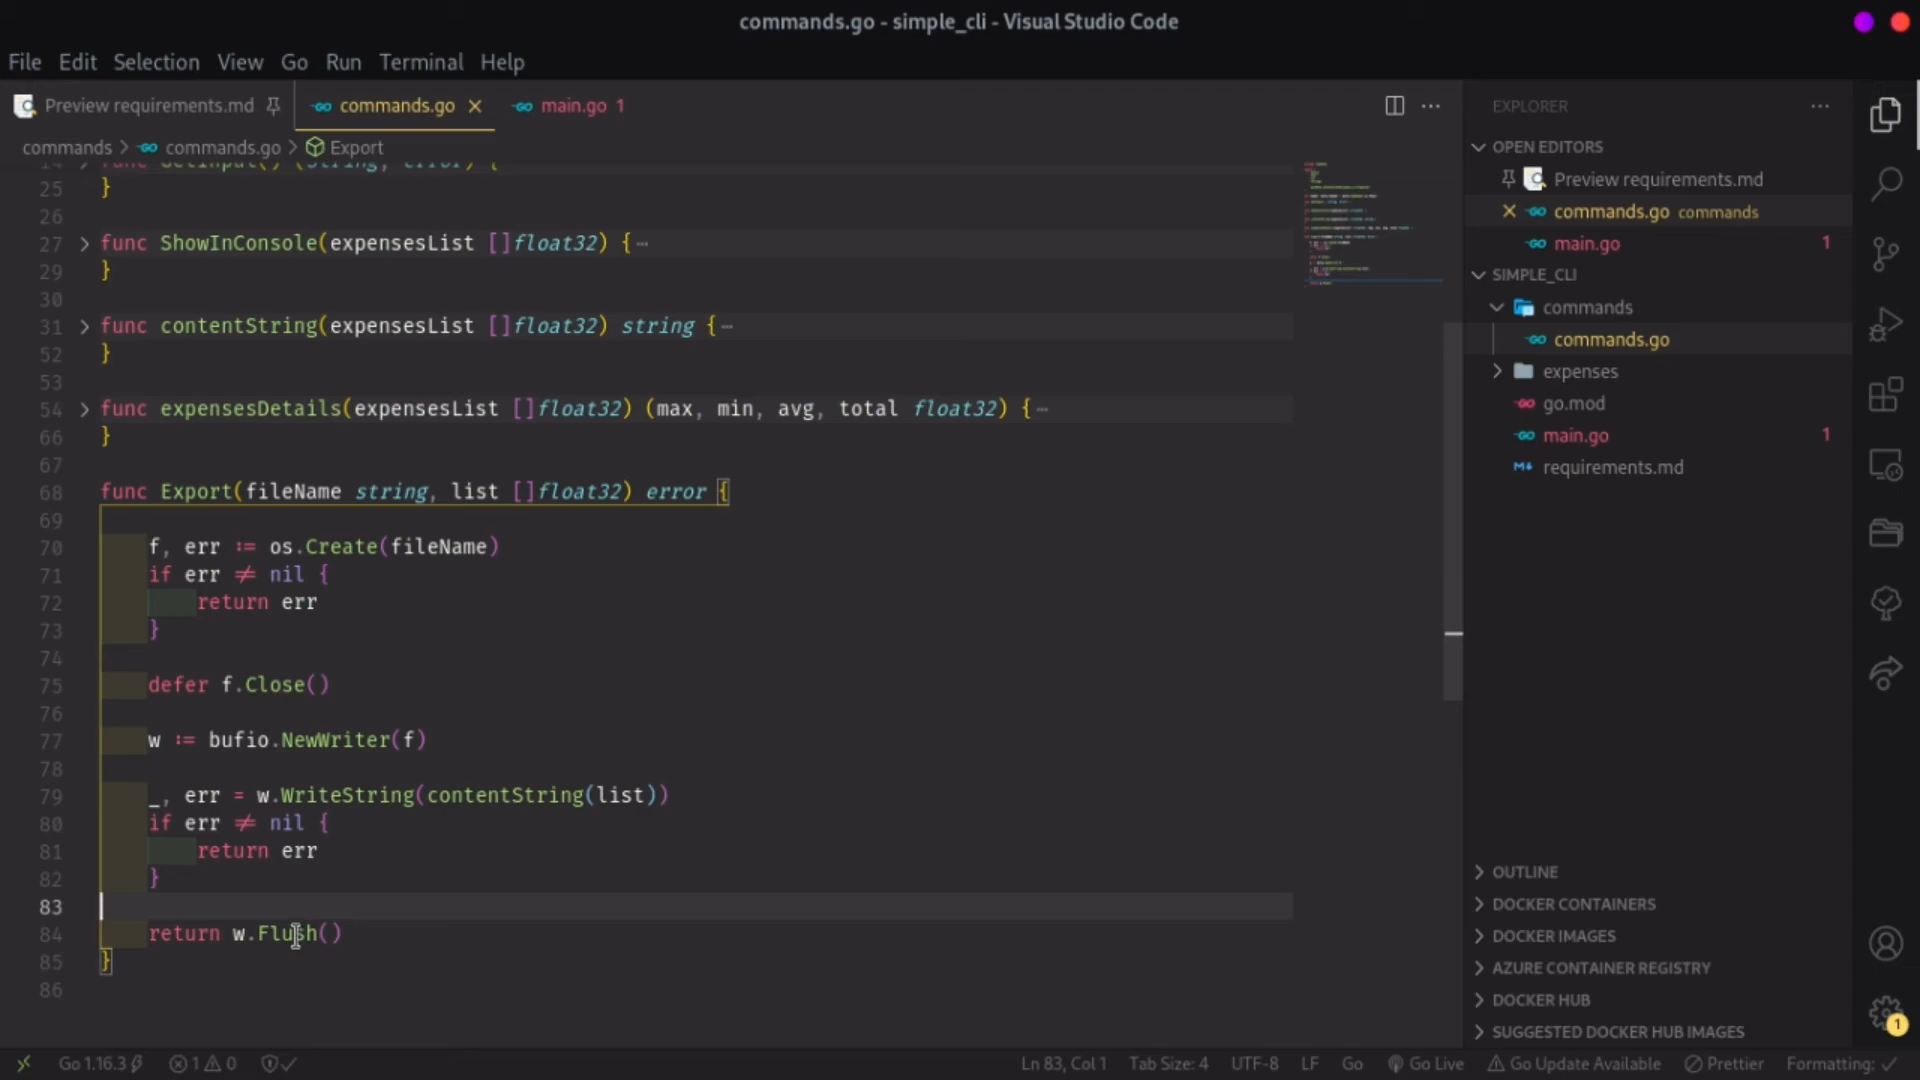 commands.go - simple_cli - Visual Studio Code
File Edit Selection View Go Run Terminal Help
Preview requirements.md commands.go main.go 1
commands > commands.go > Export
14 func GetInput() (string, error) {
25 }
26
27 func ShowInConsole(expensesList []float32) { ⋯
29 }
30
31 func contentString(expensesList []float32) string { ⋯
52 }
53
54 func expensesDetails(expensesList []float32) (max, min, avg, total float32) { ⋯
66 }
67
68 func Export(fileName string, list []float32) error {
69
70 f, err := os.Create(fileName)
71 if err ≠ nil {
72 return err
73 }
74
75 defer f.Close()
76
77 w := bufio.NewWriter(f)
78
79 _, err = w.WriteString(contentString(list))
80 if err ≠ nil {
81 return err
82 }
83
84 return w.Flush()
85 }
86
EXPLORER
OPEN EDITORS
Preview requirements.md
commands.go commands
main.go 1
SIMPLE_CLI
commands
commands.go
expenses
go.mod
main.go 1
requirements.md
OUTLINE
DOCKER CONTAINERS
DOCKER IMAGES
AZURE CONTAINER REGISTRY
DOCKER HUB
SUGGESTED DOCKER HUB IMAGES
1
Go 1.16.3 1 0 Ln 83, Col 1 Tab Size: 4 UTF-8 LF Go Go Live Go Update Available Prettier Formatting: ✓